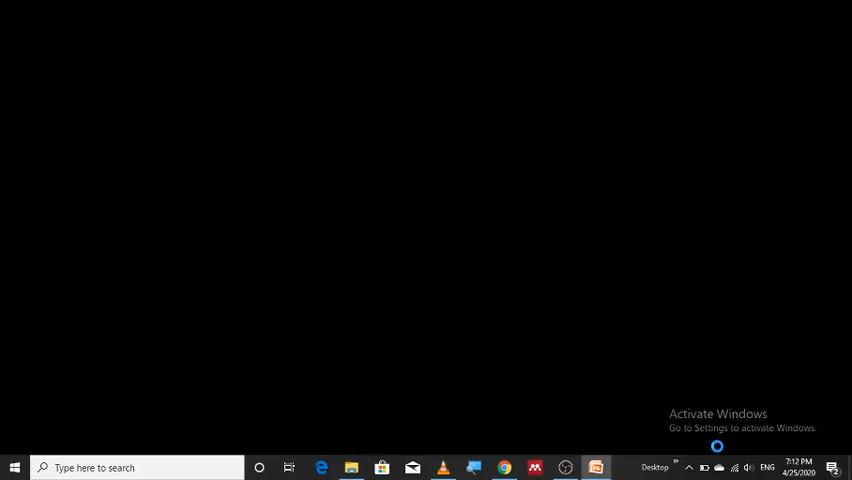 Activate Windows
Go to Settings to activate Windows.
Type here to search
Desktop
ENG
7:12 PM
4/25/2020
2